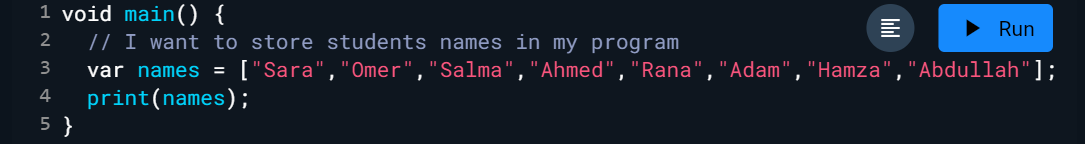 1 void main() {
2   // I want to store students names in my program
Run
3   var names = ["Sara","Omer","Salma","Ahmed","Rana","Adam","Hamza","Abdullah"];
4   print(names);
5 }